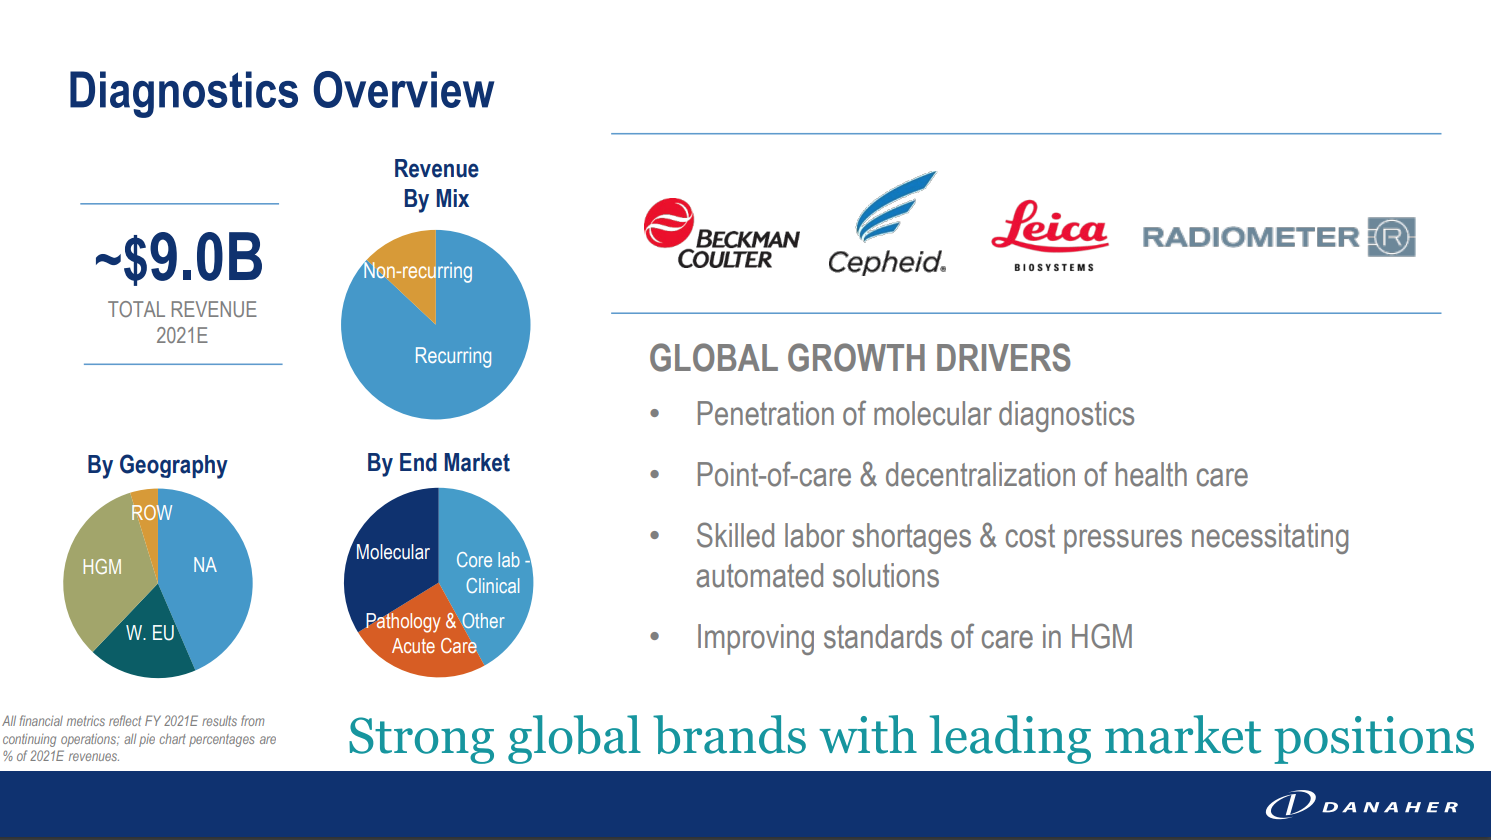 Diagnostics Overview
~$9.0B
TOTAL REVENUE
2021E
Revenue
By Mix
Non-recurring
Recurring
By Geography
ROW
HGM
NA
W. EU
By End Market
Molecular
Core lab -
Clinical
Pathology & Other
Acute Care
BECKMAN
COULTER
Cepheid®
Leica
BIOSYSTEMS
RADIOMETER R
GLOBAL GROWTH DRIVERS
• Penetration of molecular diagnostics
• Point-of-care & decentralization of health care
• Skilled labor shortages & cost pressures necessitating
automated solutions
• Improving standards of care in HGM
All financial metrics reflect FY 2021E results from
continuing operations; all pie chart percentages are
% of 2021E revenues.
Strong global brands with leading market positions
DANAHER